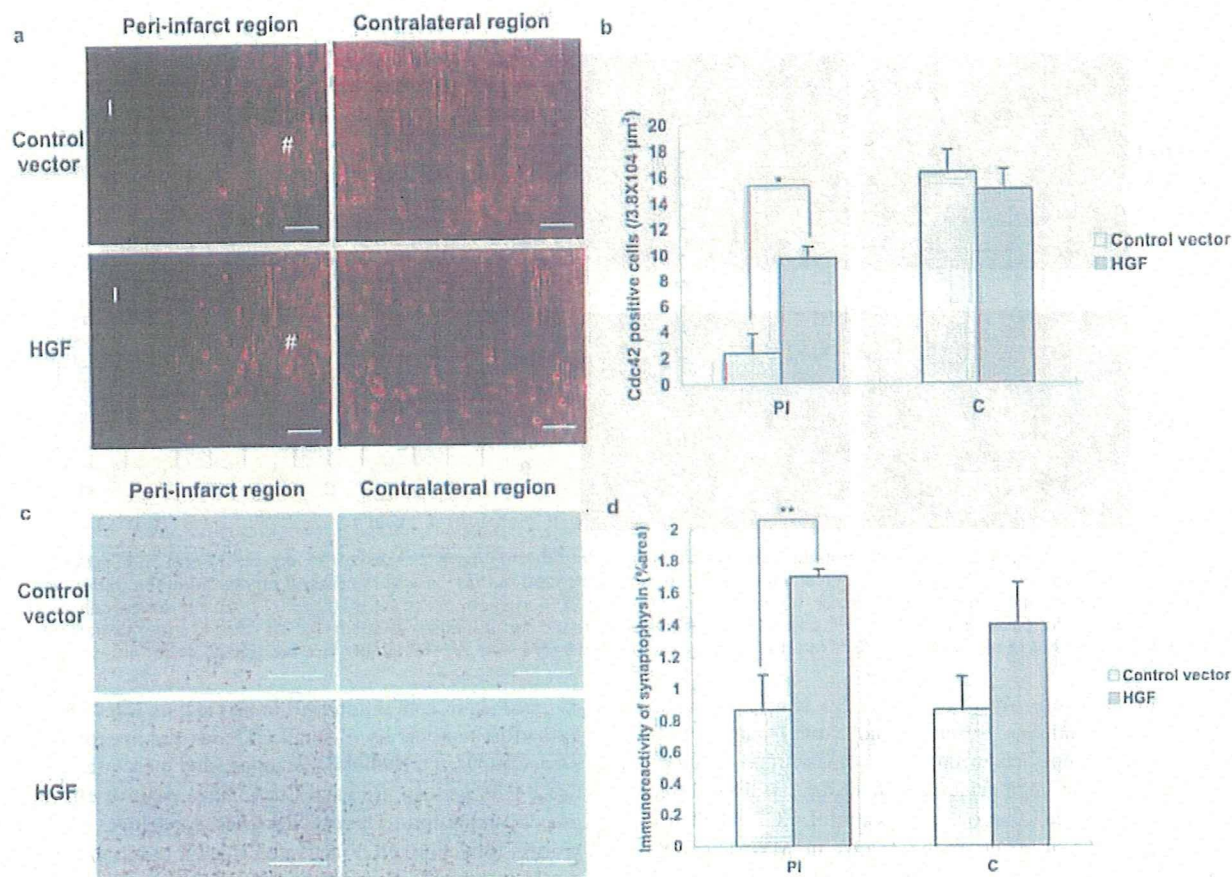 a
Peri-infarct region
Contralateral region
Control
vector
I
#
HGF
I
#
b
Cdc42 positive cells (/3.8X104 µm²)
20
18
16
14
12
10
8
6
4
2
0
*
PI
C
Control vector
HGF
c
Peri-infarct region
Contralateral region
Control
vector
HGF
d
Immunoreactivity of synaptophysin (%area)
2
1.8
1.6
1.4
1.2
1
0.8
0.6
0.4
0.2
0
**
PI
C
Control vector
HGF